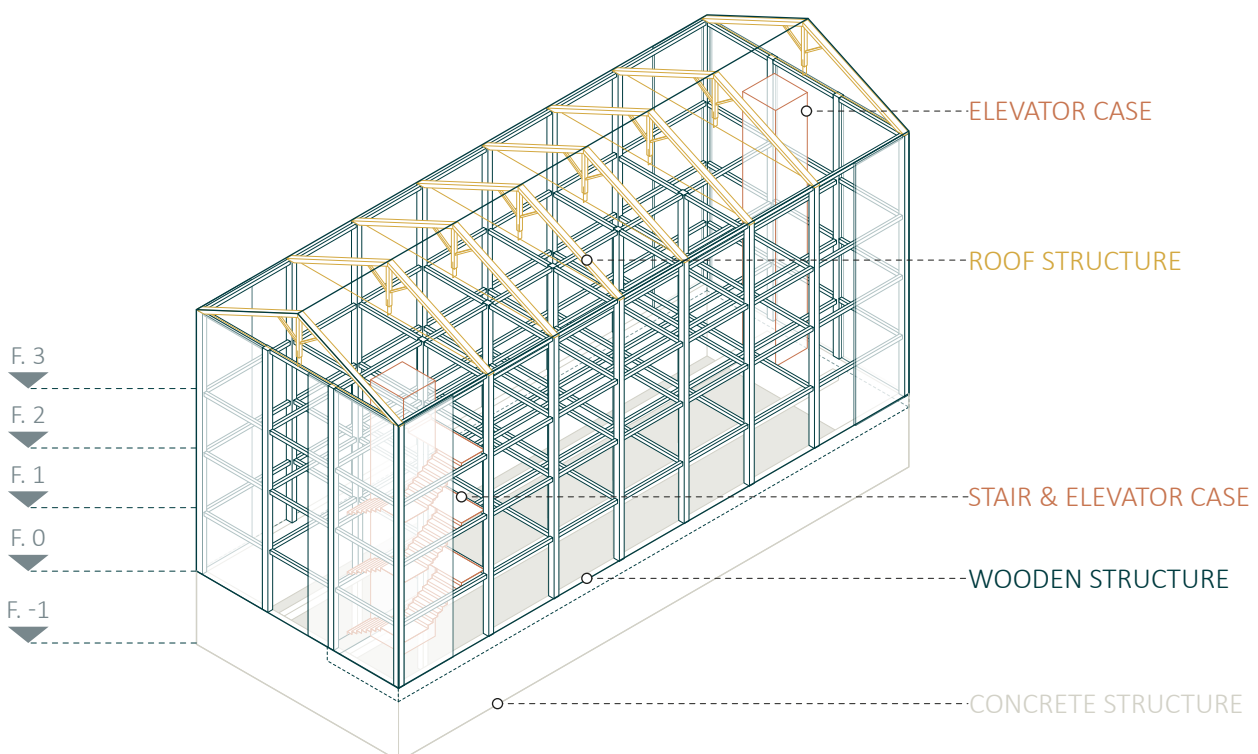 ELEVATOR CASE
ROOF STRUCTURE
F. 3
F. 2
F. 1
STAIR & ELEVATOR CASE
F. 0
WOODEN STRUCTURE
F. -1
CONCRETE STRUCTURE